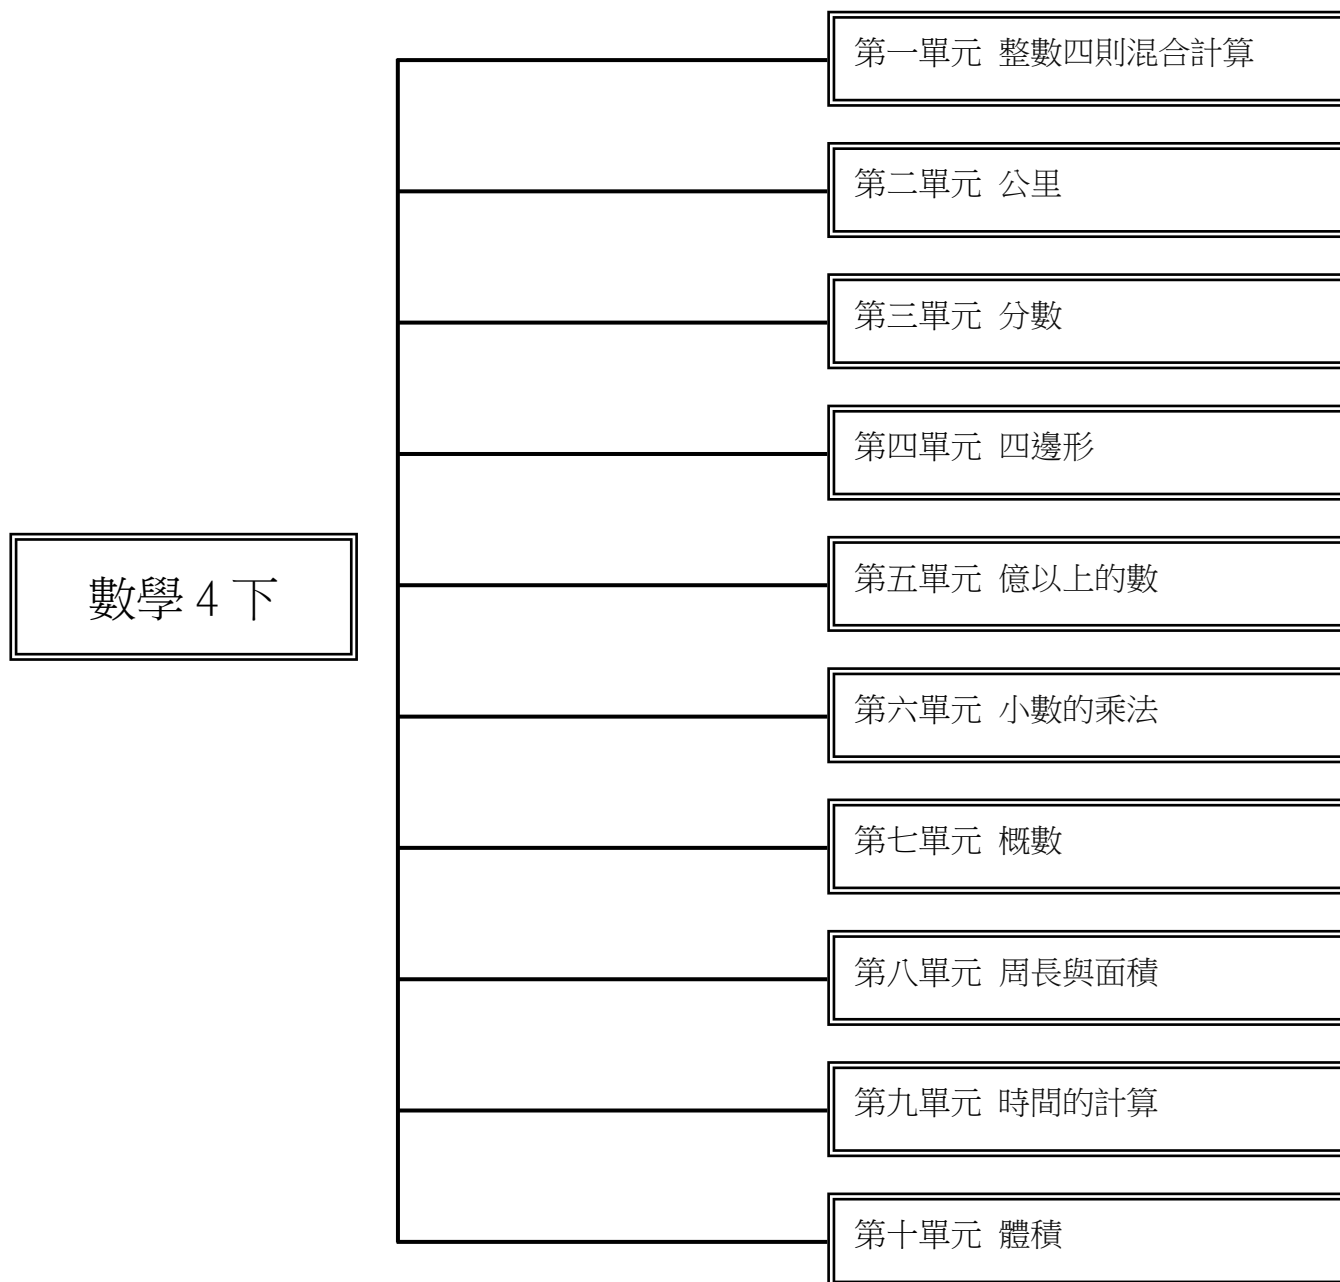 第一單元 整數四則混合計算
第二單元 公里
第三單元 分數
第四單元 四邊形
數學 4 下
第五單元 億以上的數
第六單元 小數的乘法
第七單元 概數
第八單元 周長與面積
第九單元 時間的計算
第十單元 體積